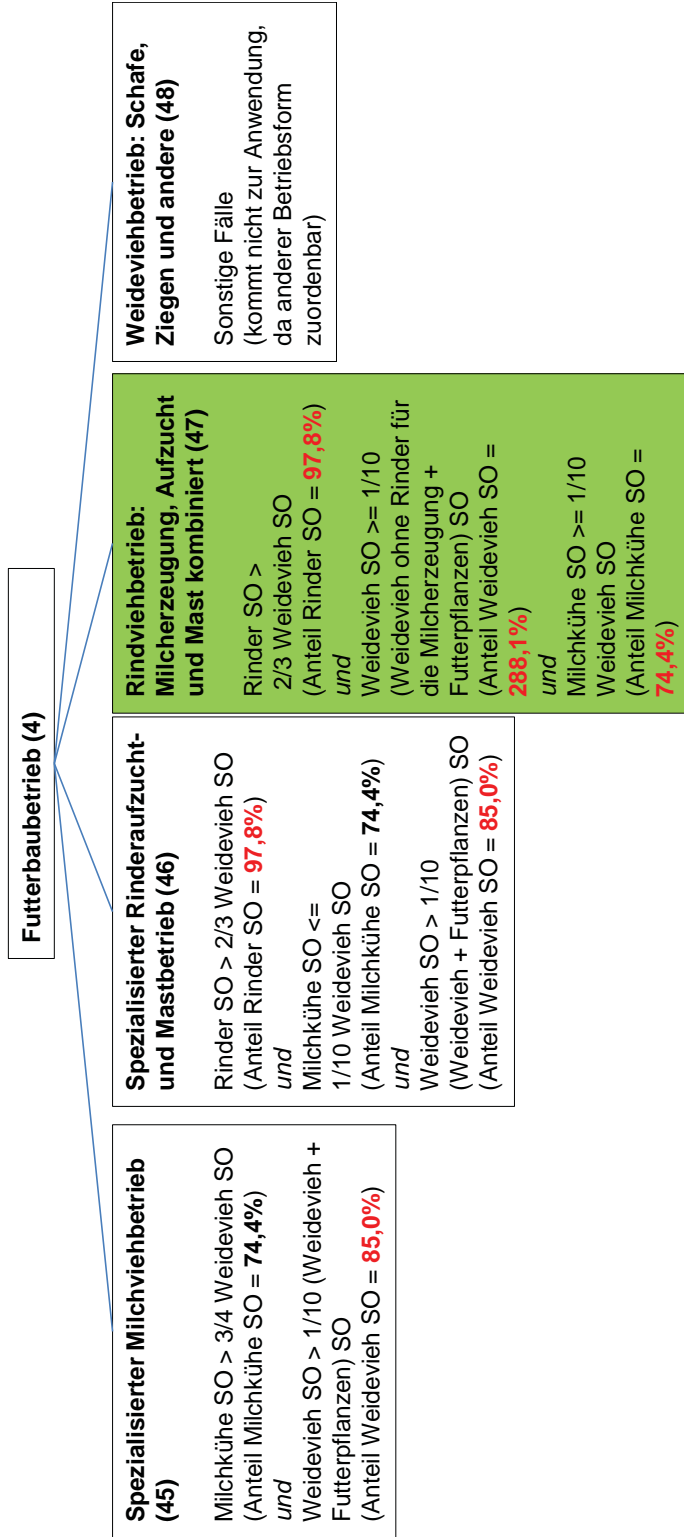 Futterbaubetrieb (4)
Spezialisierter Milchviehbetrieb
(45)
Milchkühe SO > 3/4 Weidevieh SO
(Anteil Milchkühe SO = 74,4%)
und
Weidevieh SO > 1/10 (Weidevieh +
Futterpflanzen) SO
(Anteil Weidevieh SO = 85,0%)
Spezialisierter Rinderaufzucht-
und Mastbetrieb (46)
Rinder SO > 2/3 Weidevieh SO
(Anteil Rinder SO = 97,8%)
und
Milchkühe SO <=
1/10 Weidevieh SO
(Anteil Milchkühe SO = 74,4%)
und
Weidevieh SO > 1/10
(Weidevieh + Futterpflanzen) SO
(Anteil Weidevieh SO = 85,0%)
Rindviehbetrieb:
Milcherzeugung, Aufzucht
und Mast kombiniert (47)
Rinder SO >
2/3 Weidevieh SO
(Anteil Rinder SO = 97,8%)
und
Weidevieh SO >= 1/10
(Weidevieh ohne Rinder für
die Milcherzeugung +
Futterpflanzen) SO
(Anteil Weidevieh SO =
288,1%)
und
Milchkühe SO >= 1/10
Weidevieh SO
(Anteil Milchkühe SO =
74,4%)
Weideviehbetrieb: Schafe,
Ziegen und andere (48)
Sonstige Fälle
(kommt nicht zur Anwendung,
da anderer Betriebsform
zuordenbar)